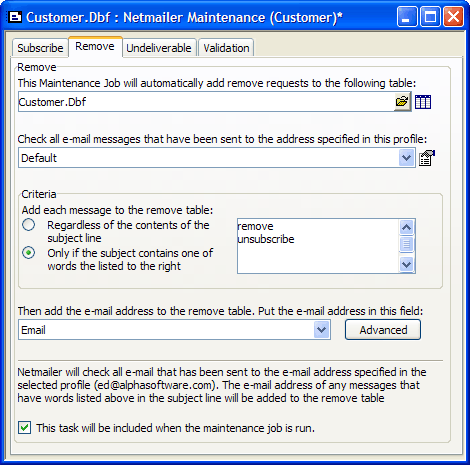 Customer.Dbf : Netmailer Maintenance (Customer)*
Subscribe Remove Undeliverable Validation
Remove
This Maintenance Job will automatically add remove requests to the following table:
Customer.Dbf
Check all e-mail messages that have been sent to the address specified in this profile:
Default
Criteria
Add each message to the remove table:
Regardless of the contents of the
subject line
Only if the subject contains one of
words the listed to the right
remove
unsubscribe
Then add the e-mail address to the remove table. Put the e-mail address in this field:
Email Advanced
Netmailer will check all e-mail that has been sent to the e-mail address specified in the
selected profile (ed@alphasoftware.com). The e-mail address of any messages that
have words listed above in the subject line will be added to the remove table
This task will be included when the maintenance job is run.